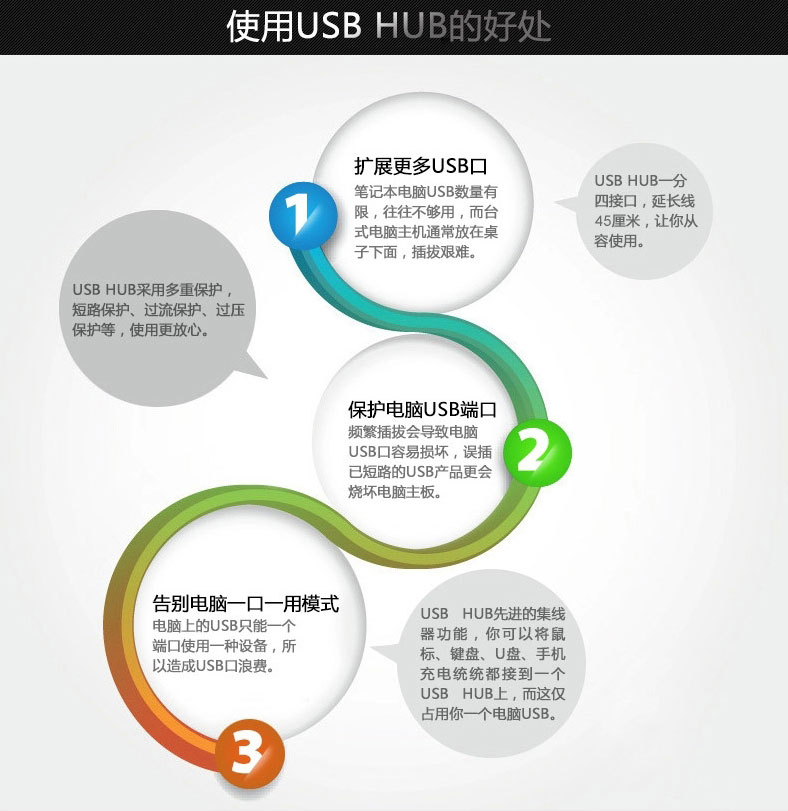 使用USB HUB的好处
1
扩展更多USB口
笔记本电脑USB数量有
限，往往不够用，而台
式电脑主机通常放在桌
子下面，插拔艰难。
USB HUB一分
四接口，延长线
45厘米，让你从
容使用。
USB HUB采用多重保护，
短路保护、过流保护、过压
保护等，使用更放心。
保护电脑USB端口
频繁插拔会导致电脑
USB口容易损坏，误插
已短路的USB产品更会
烧坏电脑主板。
2
告别电脑一口一用模式
电脑上的USB只能一个
端口使用一种设备，所
以造成USB口浪费。
3
USB HUB先进的集线
器功能，你可以将鼠
标、键盘、U盘、手机
充电统统都接到一个
USB HUB上，而这仅
占用你一个电脑USB。